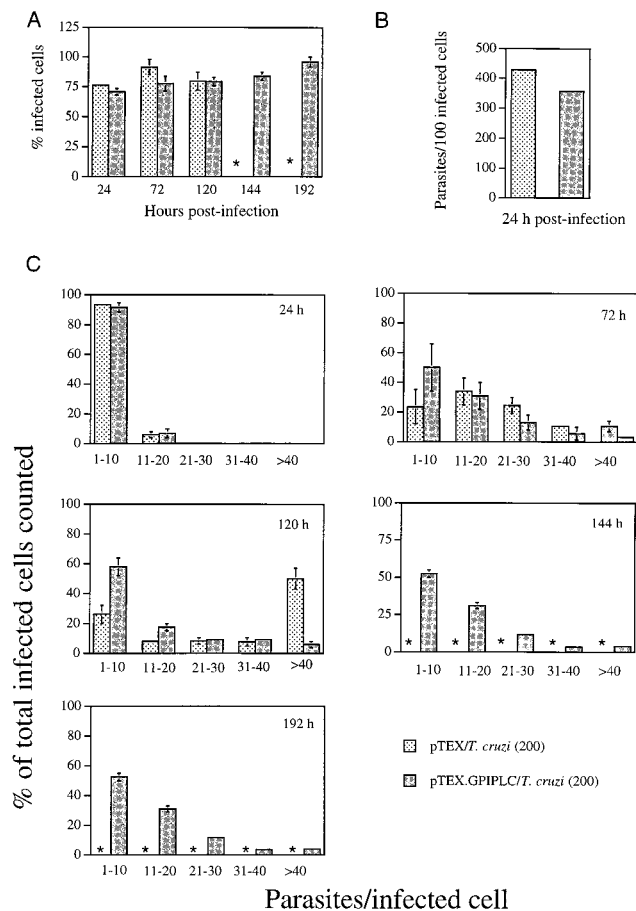 A
% infected cells
125
100
75
50
25
0
*
*
24 72 120 144 192
Hours post-infection
B
Parasites/100 infected cells
500
400
300
200
100
0
24 h post-infection
C
% of total infected cells counted
100
80
60
40
20
0
24 h
1-10 11-20 21-30 31-40 >40
100
80
60
40
20
0
72 h
1-10 11-20 21-30 31-40 >40
100
80
60
40
20
0
120 h
1-10 11-20 21-30 31-40 >40
100
75
50
25
0
144 h
* * * * *
1-10 11-20 21-30 31-40 >40
100
80
60
40
20
0
192 h
* * * * *
1-10 11-20 21-30 31-40 >40
pTEX/T. cruzi (200)
pTEX.GPIPLC/T. cruzi (200)
Parasites/infected cell